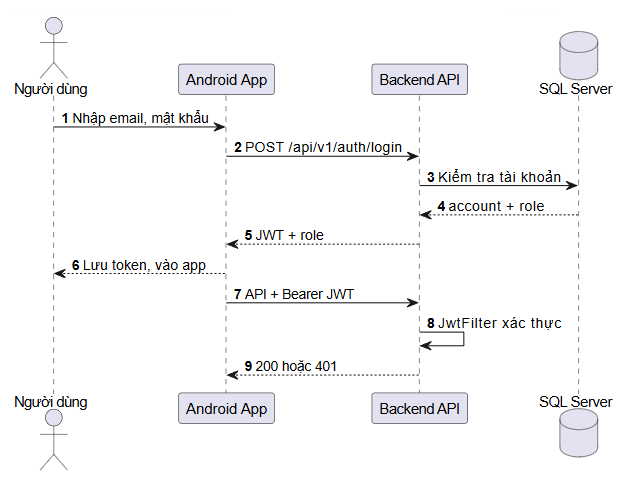 Người dùng
Android App
Backend API
SQL Server
1 Nhập email, mật khẩu
2 POST /api/v1/auth/login
3 Kiểm tra tài khoản
4 account + role
5 JWT + role
6 Lưu token, vào app
7 API + Bearer JWT
8 JwtFilter xác thực
9 200 hoặc 401
Người dùng
Android App
Backend API
SQL Server